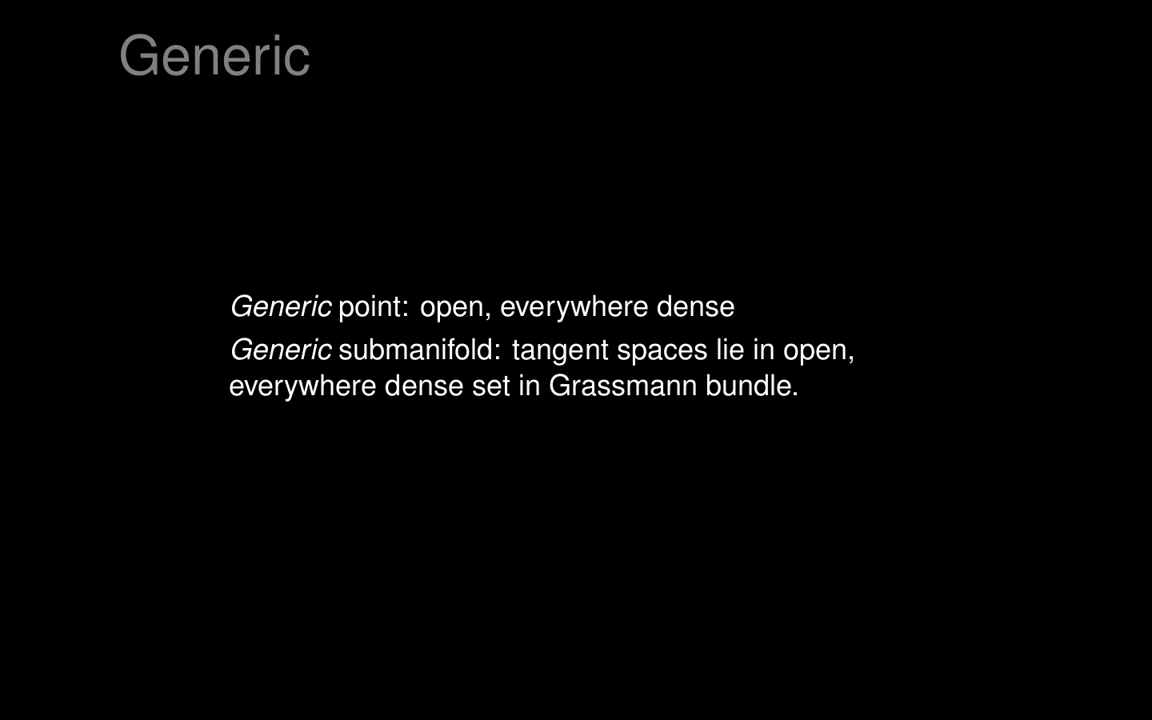 Generic
Generic point: open, everywhere dense
Generic submanifold: tangent spaces lie in open,
everywhere dense set in Grassmann bundle.